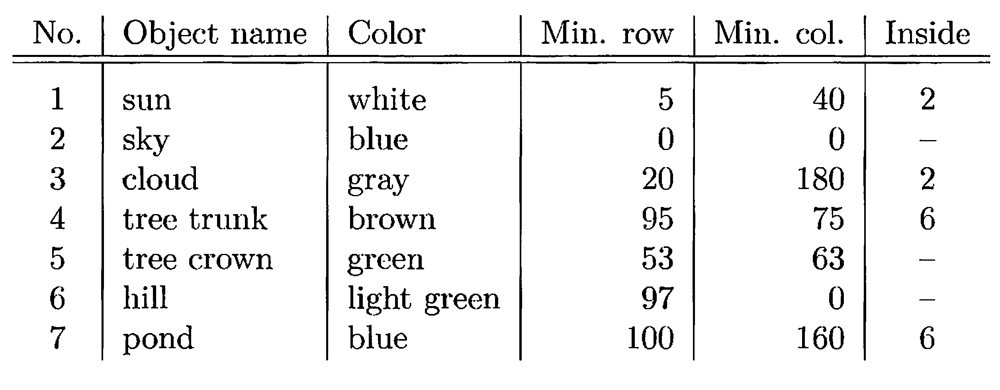 No. Object name Color Min. row Min. col. Inside
1 sun white 5 40 2
2 sky blue 0 0 –
3 cloud gray 20 180 2
4 tree trunk brown 95 75 6
5 tree crown green 53 63 –
6 hill light green 97 0 –
7 pond blue 100 160 6